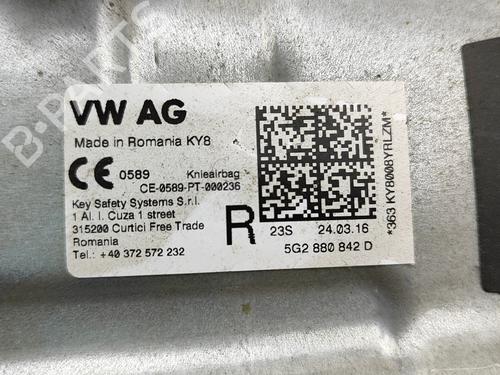 B-PARTS
VW AG
Made in Romania KY8
CE 0589 Knieairbag
CE-0589-PT-000236
Key Safety Systems S.r.l.
1 Al. I. Cuza 1 street
315200 Curtici Free Trade
Romania
Tel.: +40 372 572 232
R
23S 24.03.16
5G2 880 842 D
*363 KY8008YRLZM*